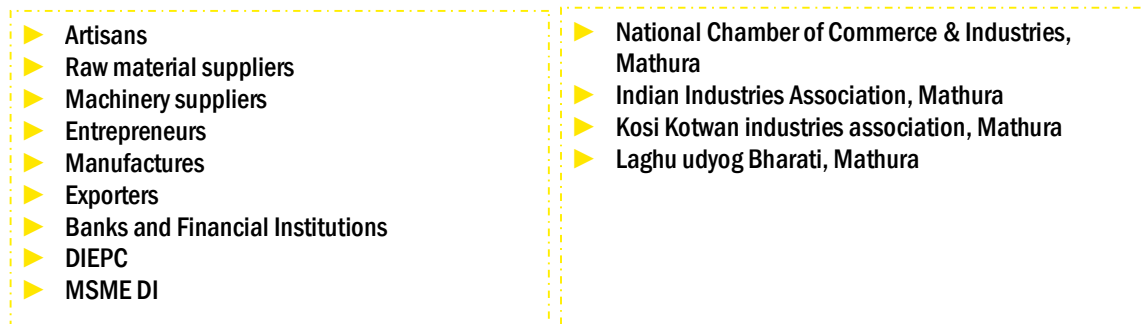 Artisans
Raw material suppliers
Machinery suppliers
Entrepreneurs
Manufactures
Exporters
Banks and Financial Institutions
DIEPC
MSME DI
National Chamber of Commerce & Industries,
Mathura
Indian Industries Association, Mathura
Kosi Kotwan industries association, Mathura
Laghu udyog Bharati, Mathura